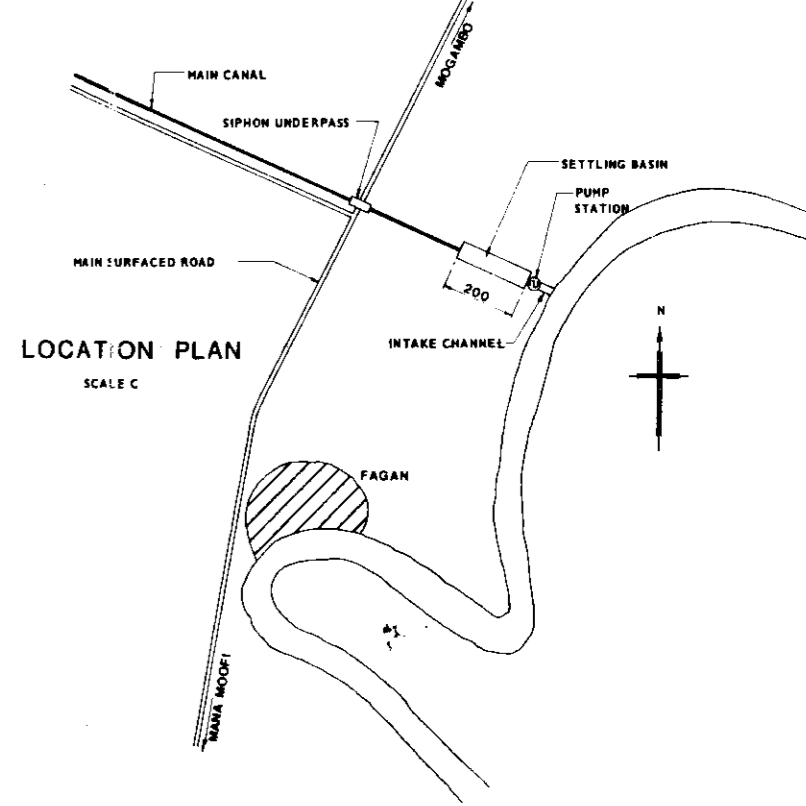 MOGAMBO
MAIN CANAL
SIPHON UNDERPASS
SETTLING BASIN
PUMP
STATION
MAIN SURFACED ROAD
200
INTAKE CHANNEL
N
LOCATION PLAN
SCALE C
FAGAN
MANA MOOFI